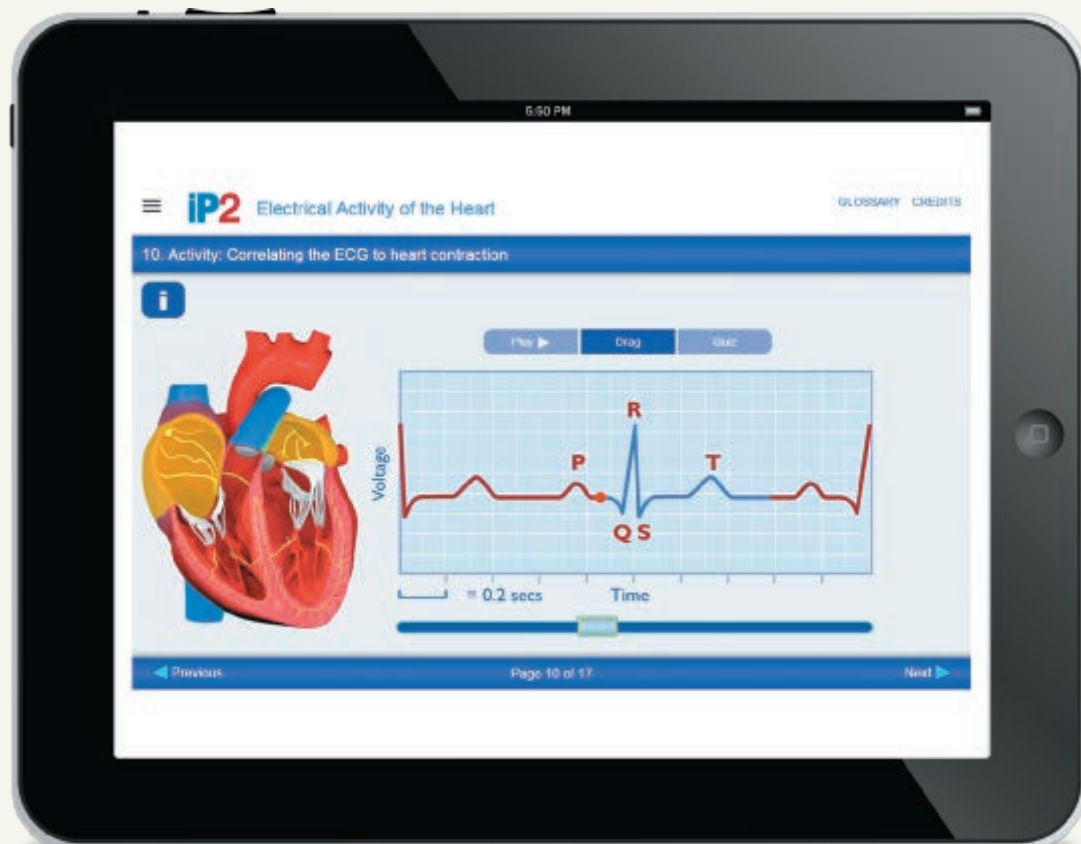 5:50 PM
iP2 Electrical Activity of the Heart
GLOSSARY CREDITS
10. Activity: Correlating the ECG to heart contraction
i
Play Drag Quiz
Voltage
R
P
T
Q S
= 0.2 secs
Time
Previous Page 10 of 17 Next